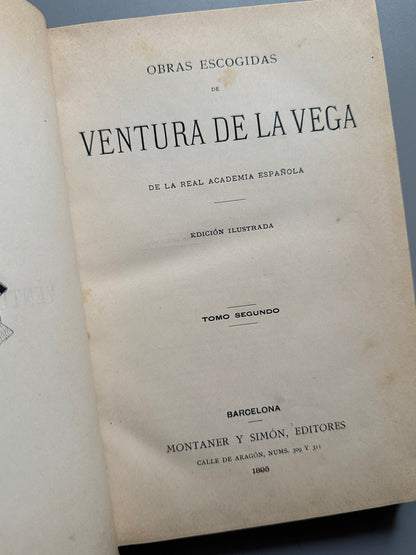 OBRAS ESCOGIDAS
DE
VENTURA DE LA VEGA
DE LA REAL ACADEMIA ESPAÑOLA
EDICIÓN ILUSTRADA
TOMO SEGUNDO
BARCELONA
MONTANER Y SIMÓN, EDITORES
CALLE DE ARAGÓN, NUMS. 309 Y 311